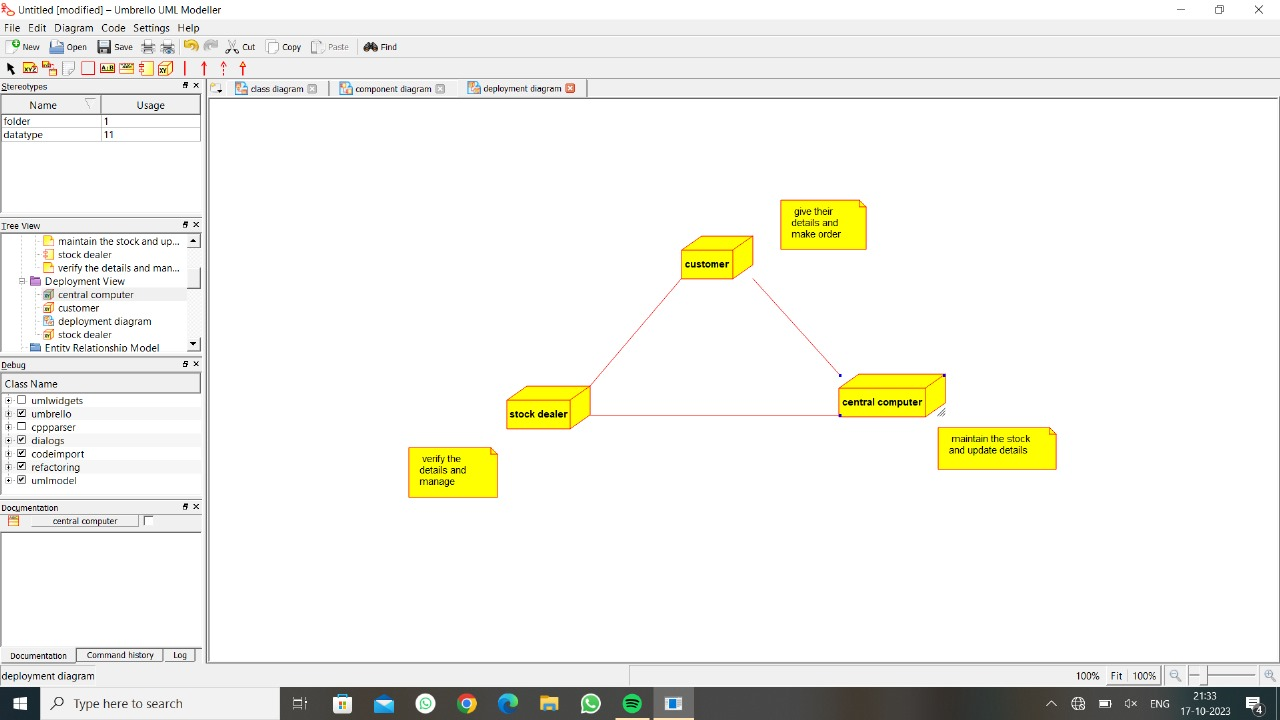 Untitled [modified] – Umbrello UML Modeller
File Edit Diagram Code Settings Help
New Open Save Cut Copy Paste Find
Stereotypes
Name Usage
folder 1
datatype 11
Tree View
maintain the stock and up...
stock dealer
verify the details and man...
Deployment View
central computer
customer
deployment diagram
stock dealer
Entity Relationship Model
Debug
Class Name
umlwidgets
umbrello
cppparser
dialogs
codeimport
refactoring
umlmodel
Documentation
central computer
Documentation Command history Log
class diagram component diagram deployment diagram
give their
details and
make order
customer
stock dealer
central computer
verify the
details and
manage
maintain the stock
and update details
deployment diagram
100% Fit 100%
Type here to search
ENG
21:33
17-10-2023
4